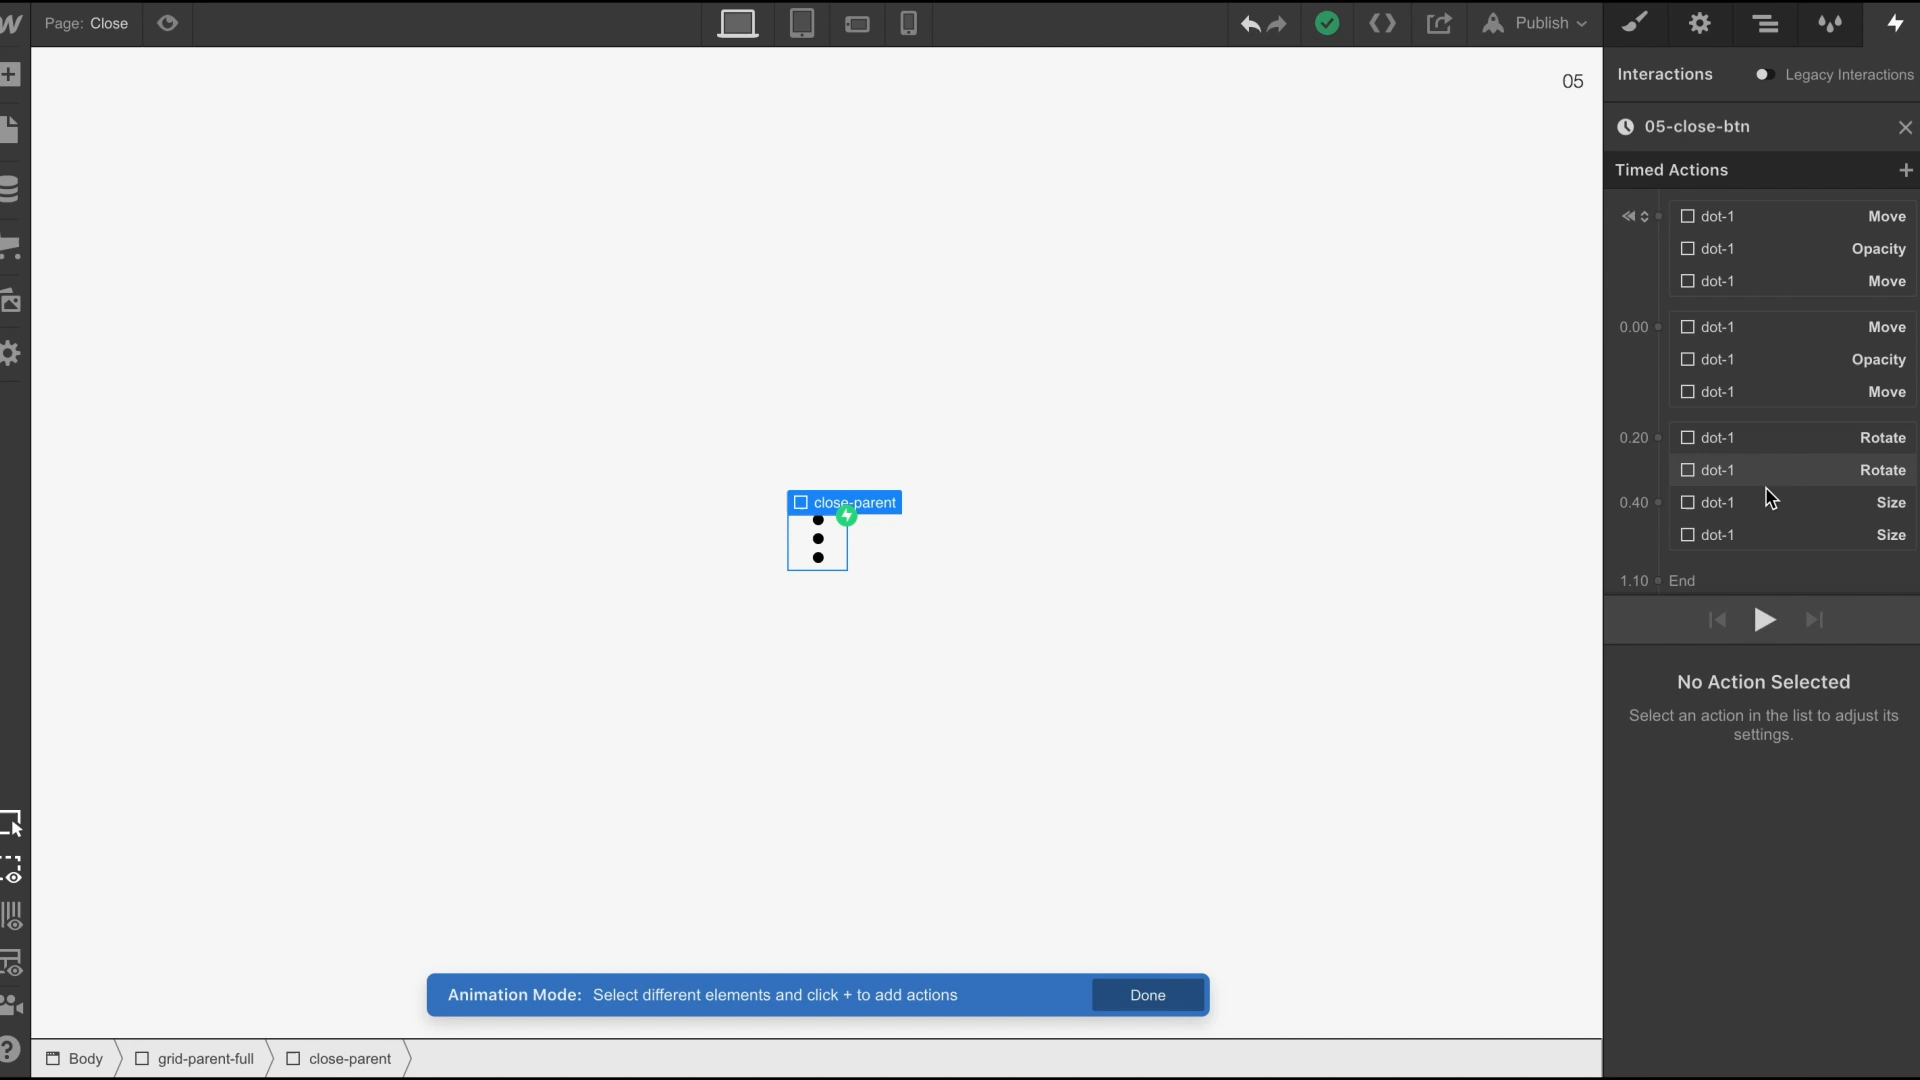 Page: Close
Publish
05
Interactions
Legacy Interactions
05-close-btn
Timed Actions
dot-1 Move
dot-1 Opacity
dot-1 Move
0.00 dot-1 Move
dot-1 Opacity
dot-1 Move
0.20 dot-1 Rotate
dot-1 Rotate
0.40 dot-1 Size
dot-1 Size
1.10 End
close-parent
No Action Selected
Select an action in the list to adjust its
settings.
Animation Mode: Select different elements and click + to add actions
Done
Body
grid-parent-full
close-parent